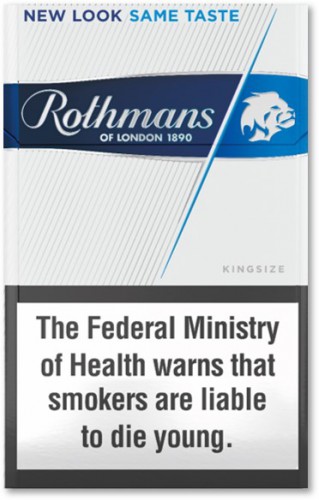 NEW LOOK SAME TASTE
Rothmans
OF LONDON 1890
KINGSIZE
The Federal Ministry
of Health warns that
smokers are liable
to die young.